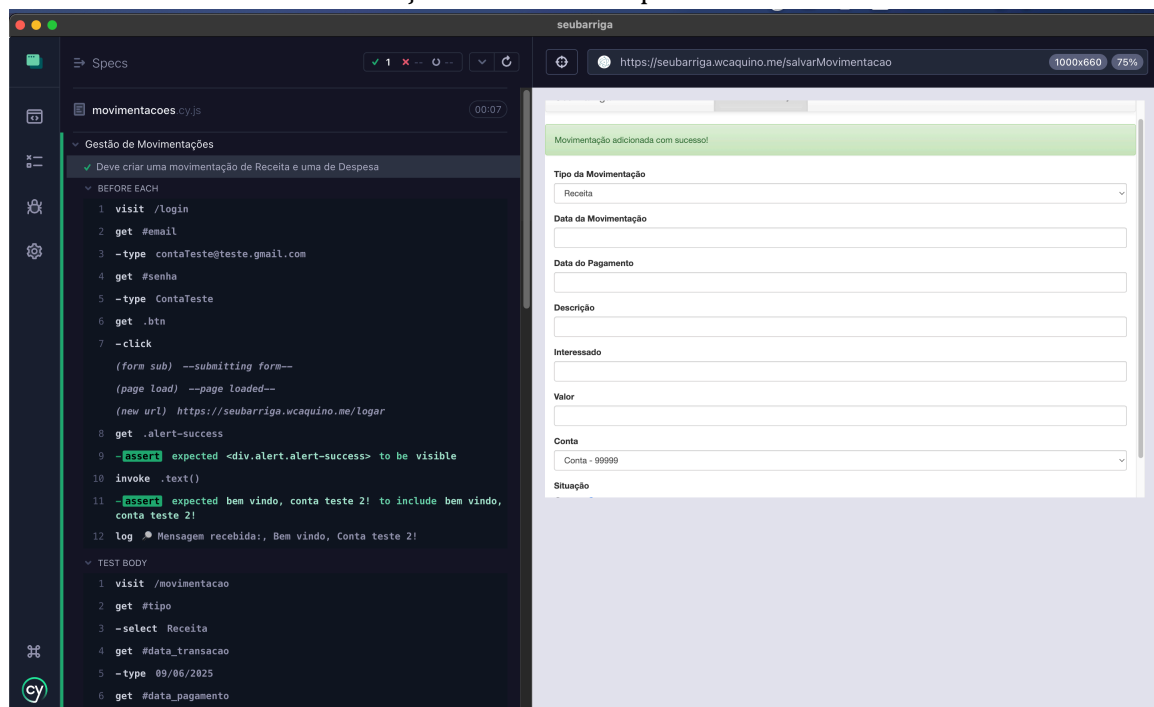 seubarriga
Specs
1 -- --
https://seubarriga.wcaquino.me/salvarMovimentacao
1000x660
75%
movimentacoes.cy.js
00:07
Gestão de Movimentações
Deve criar uma movimentação de Receita e uma de Despesa
BEFORE EACH
1 visit /login
2 get #email
3 -type contaTeste@teste.gmail.com
4 get #senha
5 -type ContaTeste
6 get .btn
7 -click
(form sub) --submitting form--
(page load) --page loaded--
(new url) https://seubarriga.wcaquino.me/logar
8 get .alert-success
9 -assert expected <div.alert.alert-success> to be visible
10 invoke .text()
11 -assert expected bem vindo, conta teste 2! to include bem vindo,
conta teste 2!
12 log 🔎 Mensagem recebida:, Bem vindo, Conta teste 2!
TEST BODY
1 visit /movimentacao
2 get #tipo
3 -select Receita
4 get #data_transacao
5 -type 09/06/2025
6 get #data_pagamento
cy
Movimentação adicionada com sucesso!
Tipo da Movimentação
Receita
Data da Movimentação
Data do Pagamento
Descrição
Interessado
Valor
Conta
Conta - 99999
Situação